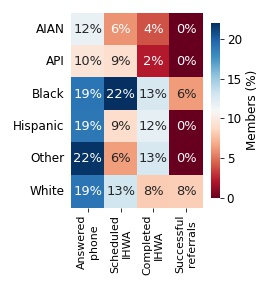 AIAN 12% 6% 4% 0%
API 10% 9% 2% 0%
Black 19% 22% 13% 6%
Hispanic 19% 9% 12% 0%
Other 22% 6% 13% 0%
White 19% 13% 8% 8%
Answered
phone
Scheduled
IHWA
Completed
IHWA
Successful
referrals
20
15
10
5
0
Members (%)